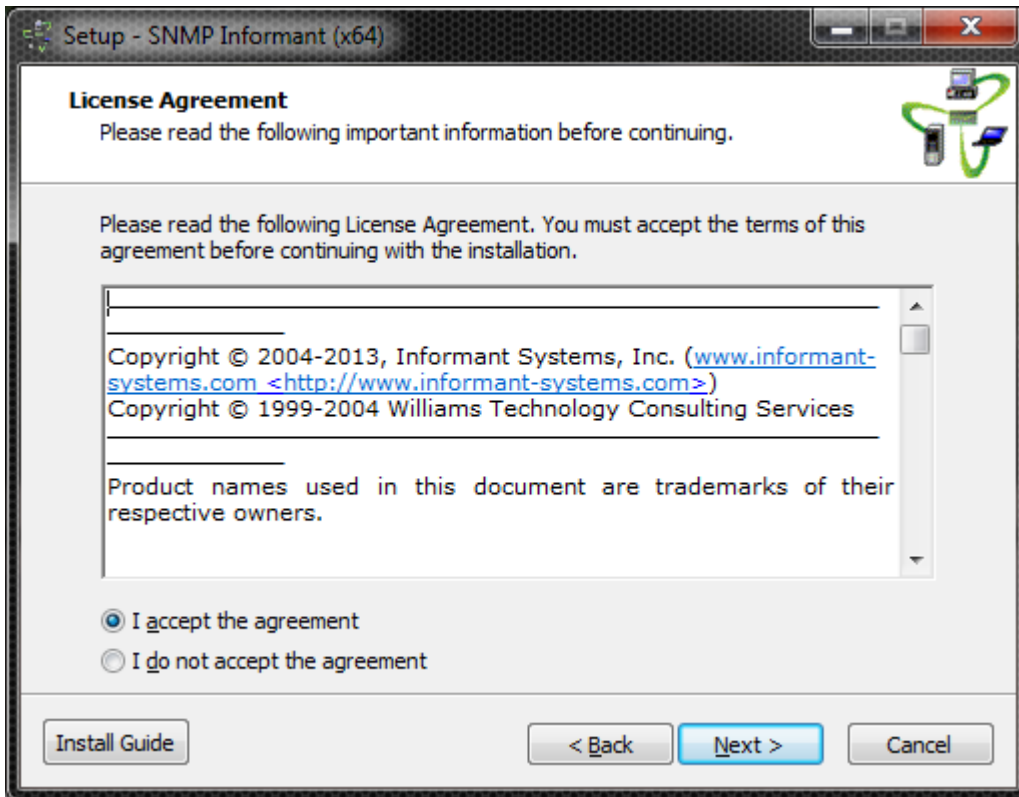 Setup - SNMP Informant (x64)
License Agreement
Please read the following important information before continuing.
Please read the following License Agreement. You must accept the terms of this
agreement before continuing with the installation.
Copyright © 2004-2013, Informant Systems, Inc. (www.informant-
systems.com <http://www.informant-systems.com>)
Copyright © 1999-2004 Williams Technology Consulting Services
Product names used in this document are trademarks of their
respective owners.
I accept the agreement
I do not accept the agreement
Install Guide
< Back
Next >
Cancel